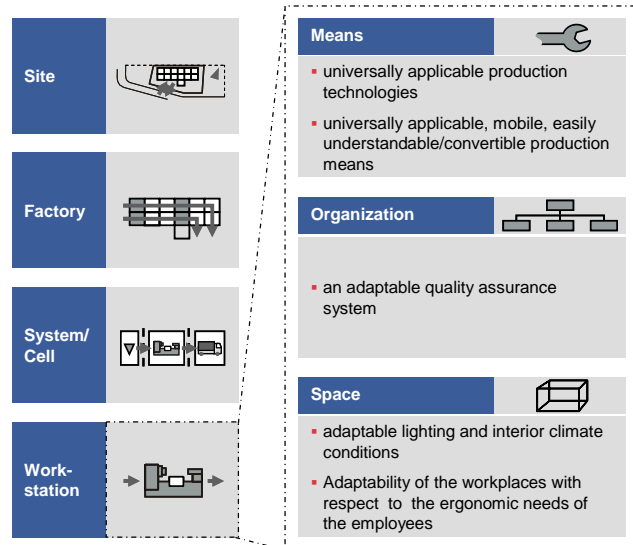 Site
Factory
System/
Cell
Work-
station
Means
▪ universally applicable production
technologies
▪ universally applicable, mobile, easily
understandable/convertible production
means
Organization
▪ an adaptable quality assurance
system
Space
▪ adaptable lighting and interior climate
conditions
▪ Adaptability of the workplaces with
respect to the ergonomic needs of
the employees